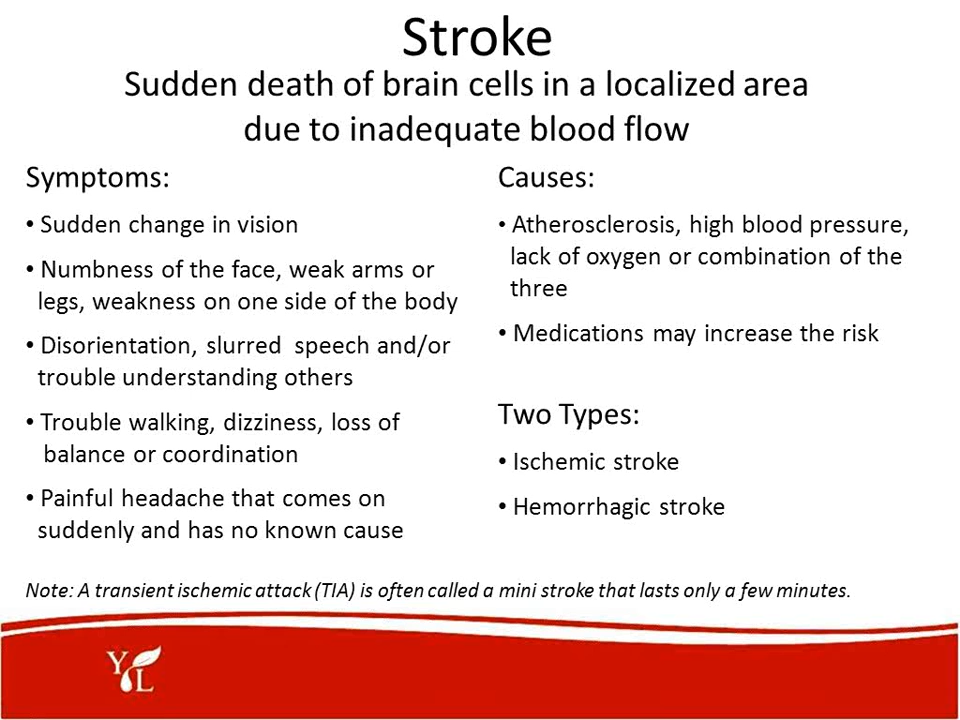 Stroke
Sudden death of brain cells in a localized area
due to inadequate blood flow
Symptoms:
• Sudden change in vision
• Numbness of the face, weak arms or
legs, weakness on one side of the body
• Disorientation, slurred speech and/or
trouble understanding others
• Trouble walking, dizziness, loss of
balance or coordination
• Painful headache that comes on
suddenly and has no known cause
Causes:
• Atherosclerosis, high blood pressure,
lack of oxygen or combination of the
three
• Medications may increase the risk
Two Types:
• Ischemic stroke
• Hemorrhagic stroke
Note: A transient ischemic attack (TIA) is often called a mini stroke that lasts only a few minutes.
Y L